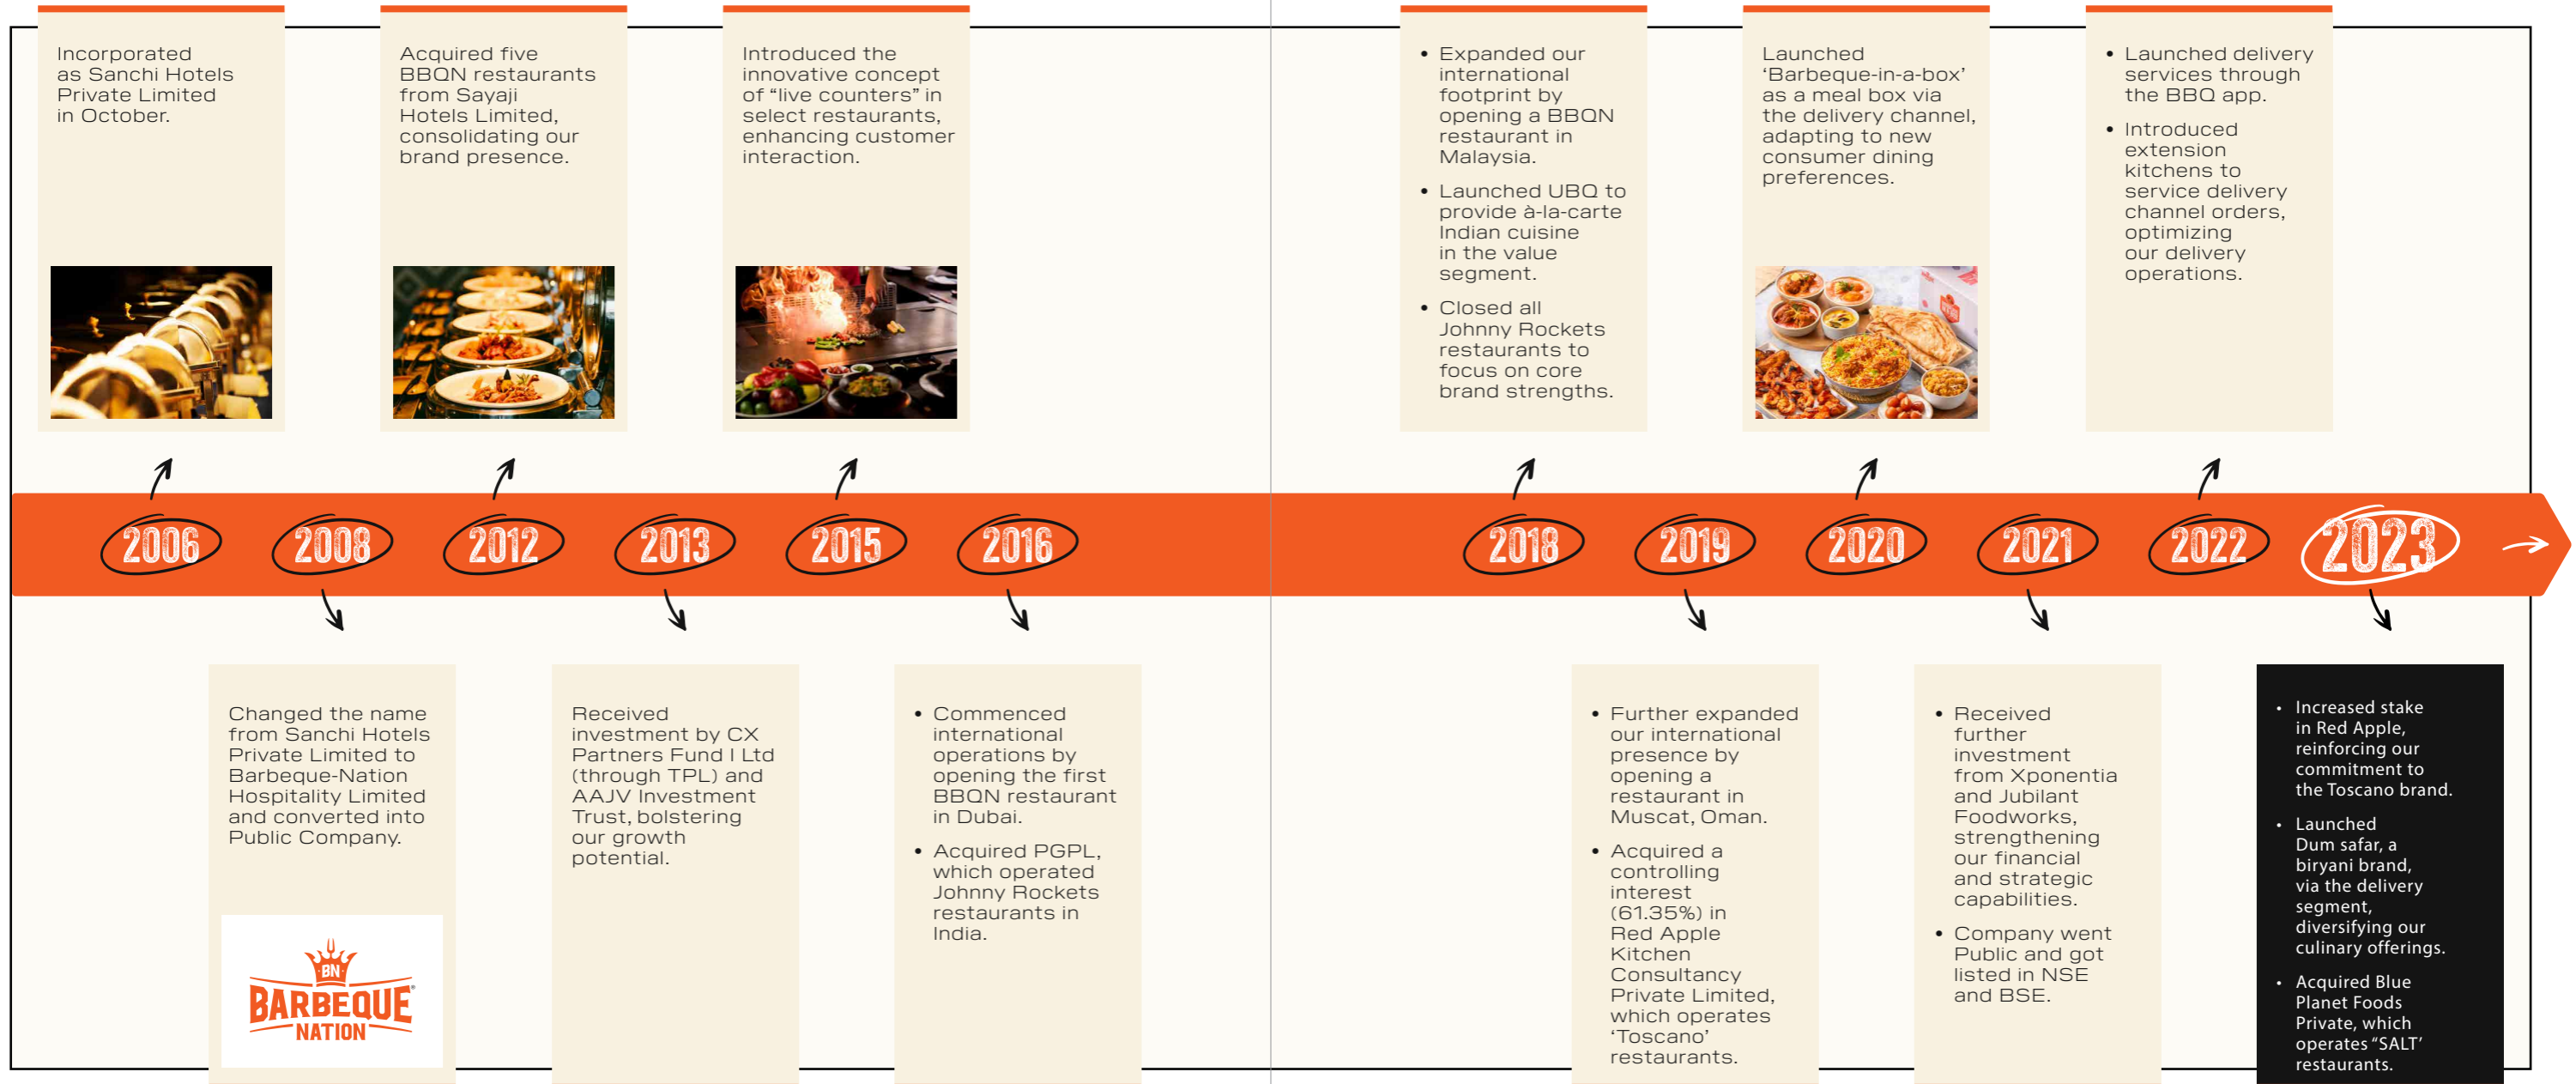 Incorporated
as Sanchi Hotels
Private Limited
in October.
Acquired five
BBQN restaurants
from Sayaji
Hotels Limited,
consolidating our
brand presence.
Introduced the
innovative concept
of “live counters” in
select restaurants,
enhancing customer
interaction.
• Expanded our
international
footprint by
opening a BBQN
restaurant in
Malaysia.
• Launched UBQ to
provide à-la-carte
Indian cuisine
in the value
segment.
• Closed all
Johnny Rockets
restaurants to
focus on core
brand strengths.
Launched
‘Barbeque-in-a-box’
as a meal box via
the delivery channel,
adapting to new
consumer dining
preferences.
• Launched delivery
services through
the BBQ app.
• Introduced
extension
kitchens to
service delivery
channel orders,
optimizing
our delivery
operations.
2006
2008
2012
2013
2015
2016
2018
2019
2020
2021
2022
2023
Changed the name
from Sanchi Hotels
Private Limited to
Barbeque-Nation
Hospitality Limited
and converted into
Public Company.
BN
BARBEQUE®
NATION
Received
investment by CX
Partners Fund I Ltd
(through TPL) and
AAJV Investment
Trust, bolstering
our growth
potential.
• Commenced
international
operations by
opening the first
BBQN restaurant
in Dubai.
• Acquired PGPL,
which operated
Johnny Rockets
restaurants in
India.
• Further expanded
our international
presence by
opening a
restaurant in
Muscat, Oman.
• Acquired a
controlling
interest
(61.35%) in
Red Apple
Kitchen
Consultancy
Private Limited,
which operates
‘Toscano’
restaurants.
• Received
further
investment
from Xponentia
and Jubilant
Foodworks,
strengthening
our financial
and strategic
capabilities.
• Company went
Public and got
listed in NSE
and BSE.
• Increased stake
in Red Apple,
reinforcing our
commitment to
the Toscano brand.
• Launched
Dum safar, a
biryani brand,
via the delivery
segment,
diversifying our
culinary offerings.
• Acquired Blue
Planet Foods
Private, which
operates “SALT’
restaurants.